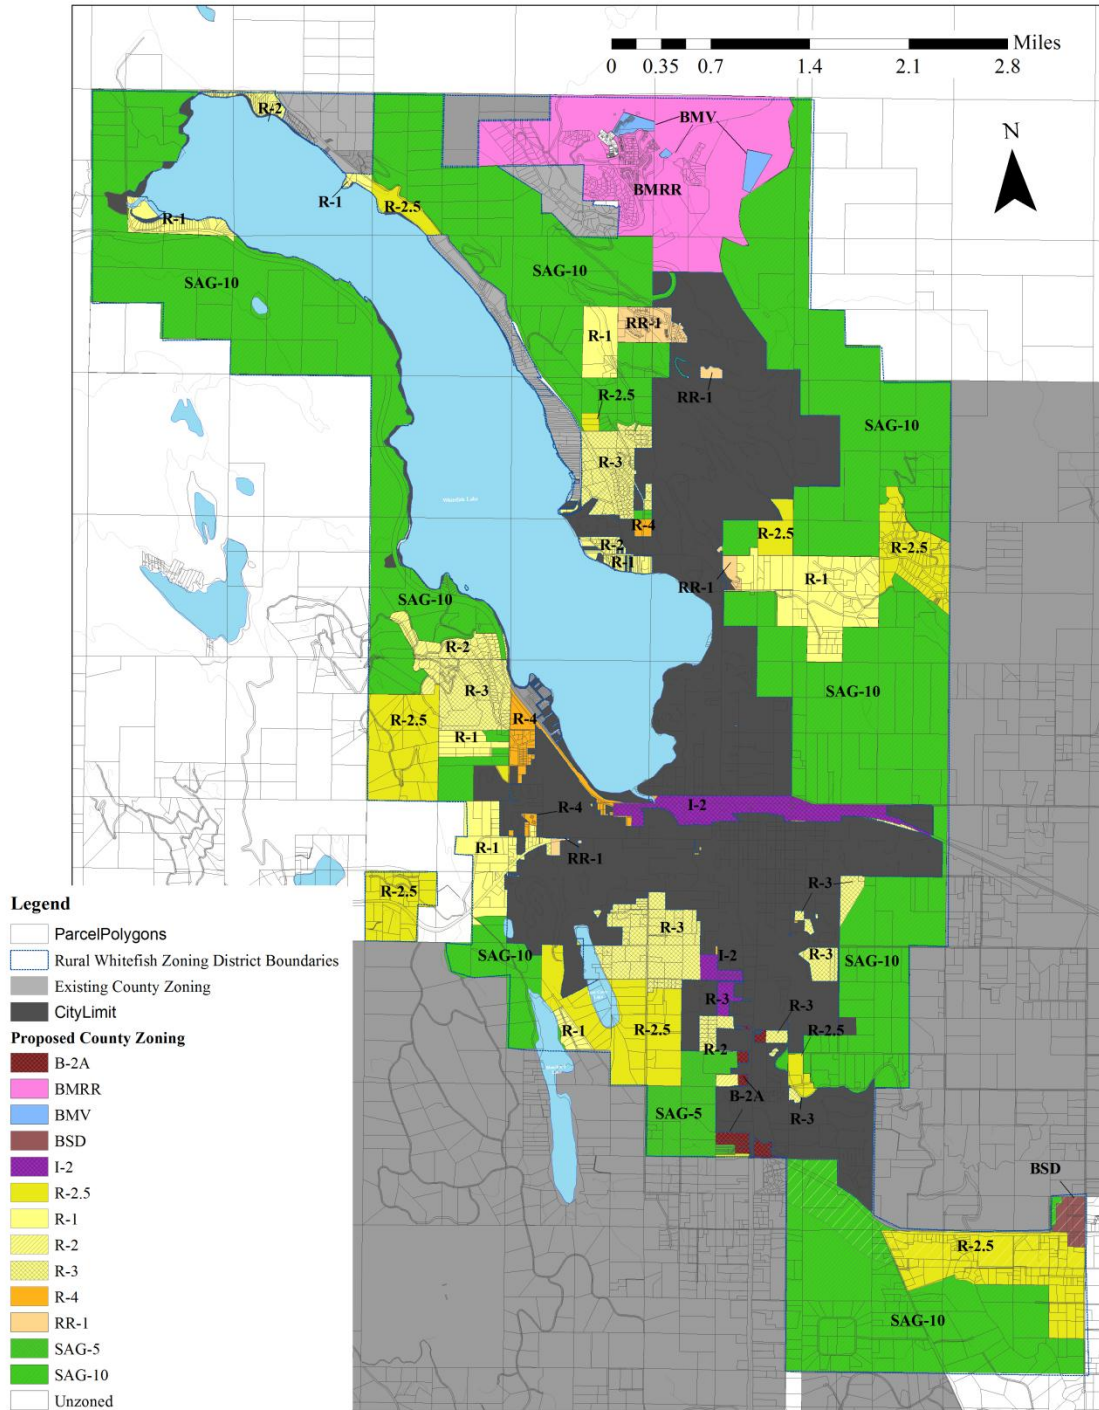 Miles
0 0.35 0.7 1.4 2.1 2.8
N
R-2
BMV
BMRR
R-1
R-1
R-2.5
SAG-10
SAG-10
R-1
RR-1
RR-1
R-2.5
SAG-10
R-3
R-4
R-2.5
R-2.5
R-2
R-1
RR-1
R-1
SAG-10
R-2
R-3
SAG-10
R-2.5
R-4
R-1
I-2
R-4
R-1
RR-1
R-2.5
R-3
R-3
SAG-10
I-2
R-3
SAG-10
R-3
R-3
R-1
R-2.5
R-2
R-2.5
B-2A
SAG-5
R-3
BSD
R-2.5
SAG-10
Whitefish Lake
Legend
ParcelPolygons
Rural Whitefish Zoning District Boundaries
Existing County Zoning
CityLimit
Proposed County Zoning
B-2A
BMRR
BMV
BSD
I-2
R-2.5
R-1
R-2
R-3
R-4
RR-1
SAG-5
SAG-10
Unzoned